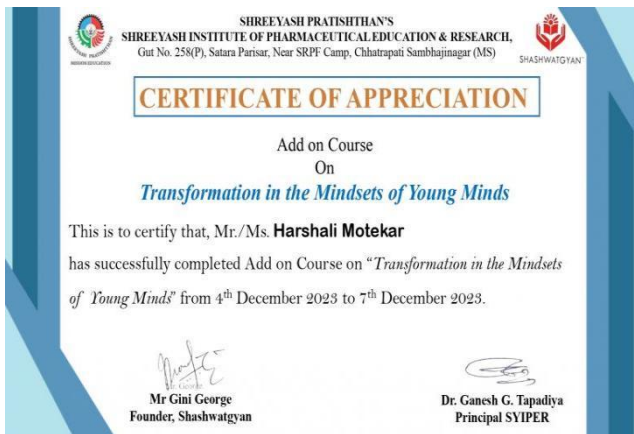 SHREEYASH PRATISHTHAN'S
SHREEYASH INSTITUTE OF PHARMACEUTICAL EDUCATION & RESEARCH,
Gut No. 258(P), Satara Parisar, Near SRPF Camp, Chhatrapati Sambhajinagar (MS)
SHASHWATGYAN
CERTIFICATE OF APPRECIATION
Add on Course
On
Transformation in the Mindsets of Young Minds
This is to certify that, Mr./Ms. Harshali Motekar
has successfully completed Add on Course on “Transformation in the Mindsets
of Young Minds” from 4th December 2023 to 7th December 2023.
Mr Gini George
Founder, Shashwatgyan
Dr. Ganesh G. Tapadiya
Principal SYIPER